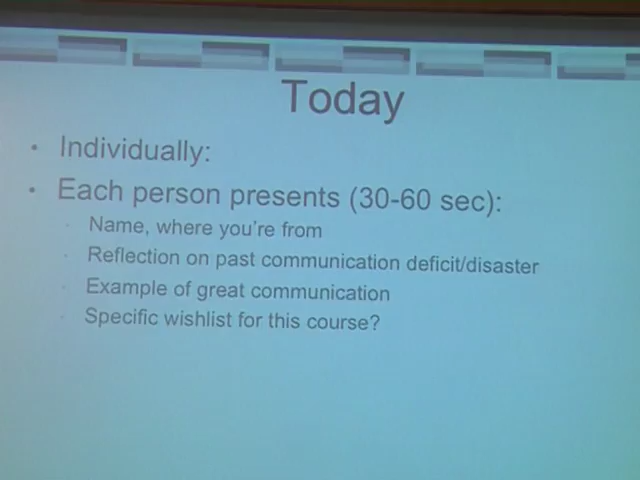 Today
• Individually:
• Each person presents (30-60 sec):
Name, where you're from
Reflection on past communication deficit/disaster
Example of great communication
Specific wishlist for this course?